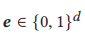 e ∈ {0, 1}^d